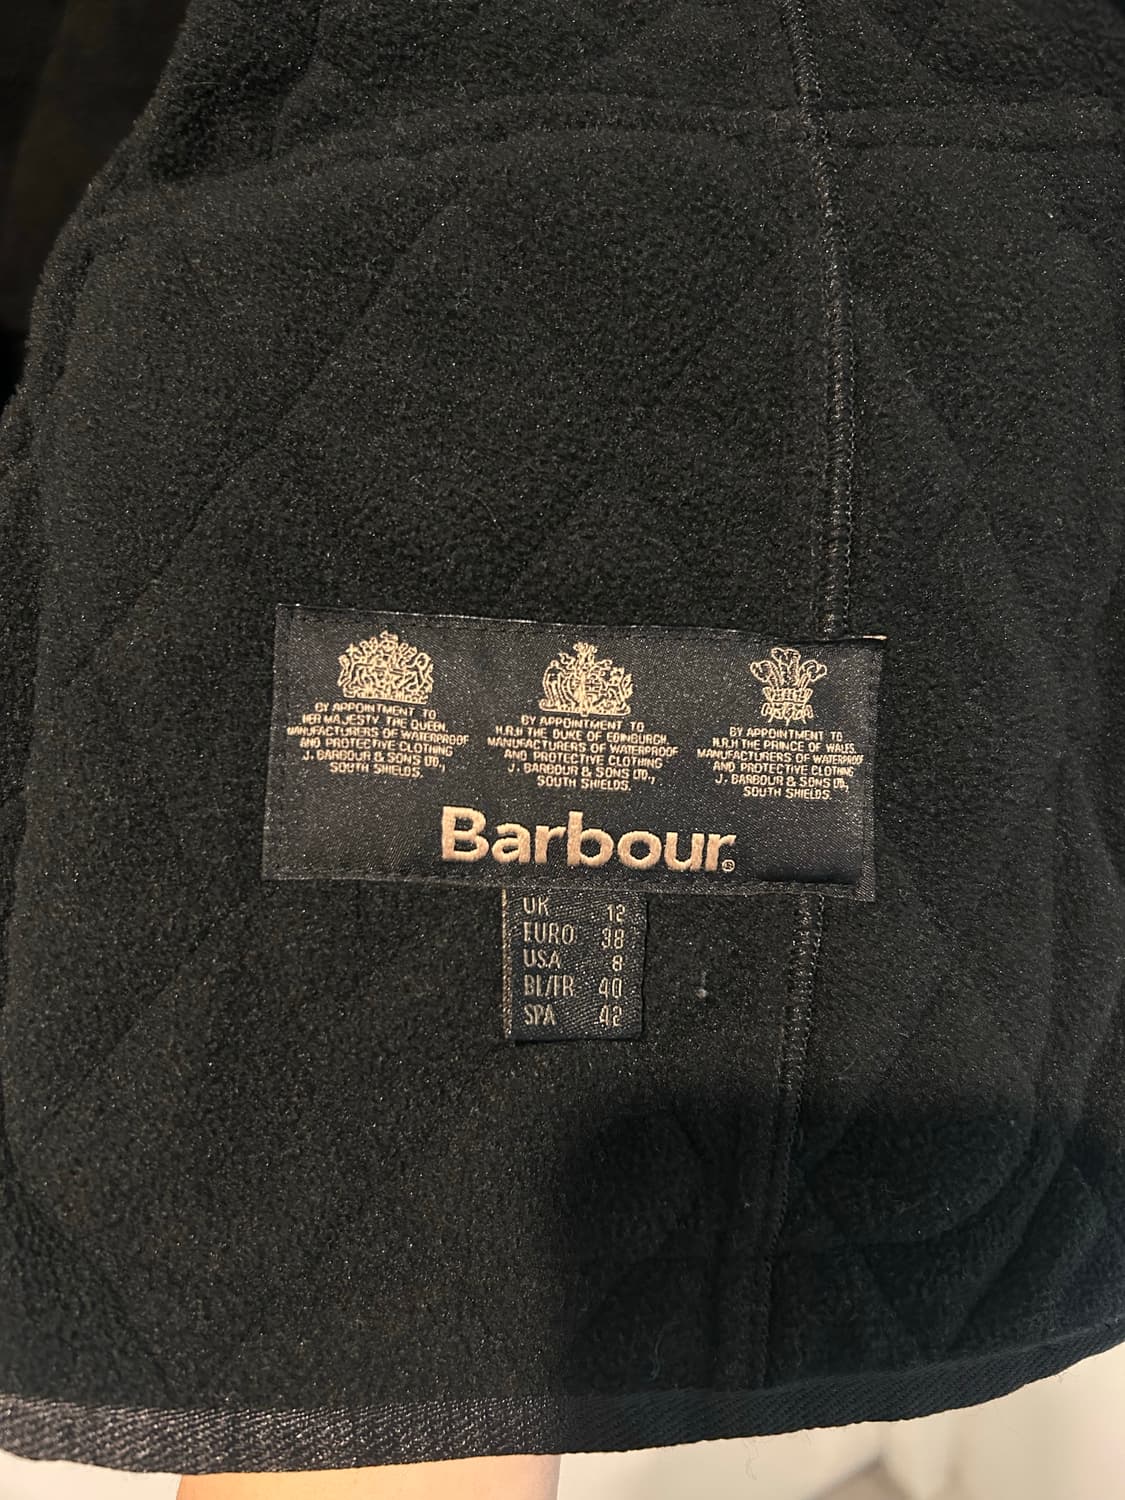 BY APPOINTMENT TO
HER MAJESTY THE QUEEN
MANUFACTURERS OF WATERPROOF
AND PROTECTIVE CLOTHING
J. BARBOUR & SONS LTD.,
SOUTH SHIELDS.
BY APPOINTMENT TO
H.R.H THE DUKE OF EDINBURGH.
MANUFACTURERS OF WATERPROOF
AND PROTECTIVE CLOTHING
J. BARBOUR & SONS LTD.,
SOUTH SHIELDS.
BY APPOINTMENT TO
H.R.H THE PRINCE OF WALES.
MANUFACTURERS OF WATERPROOF
AND PROTECTIVE CLOTHING
J. BARBOUR & SONS LTD.,
SOUTH SHIELDS.
Barbour®
UK 12
EURO 38
USA 8
BL/FR 40
SPA 42